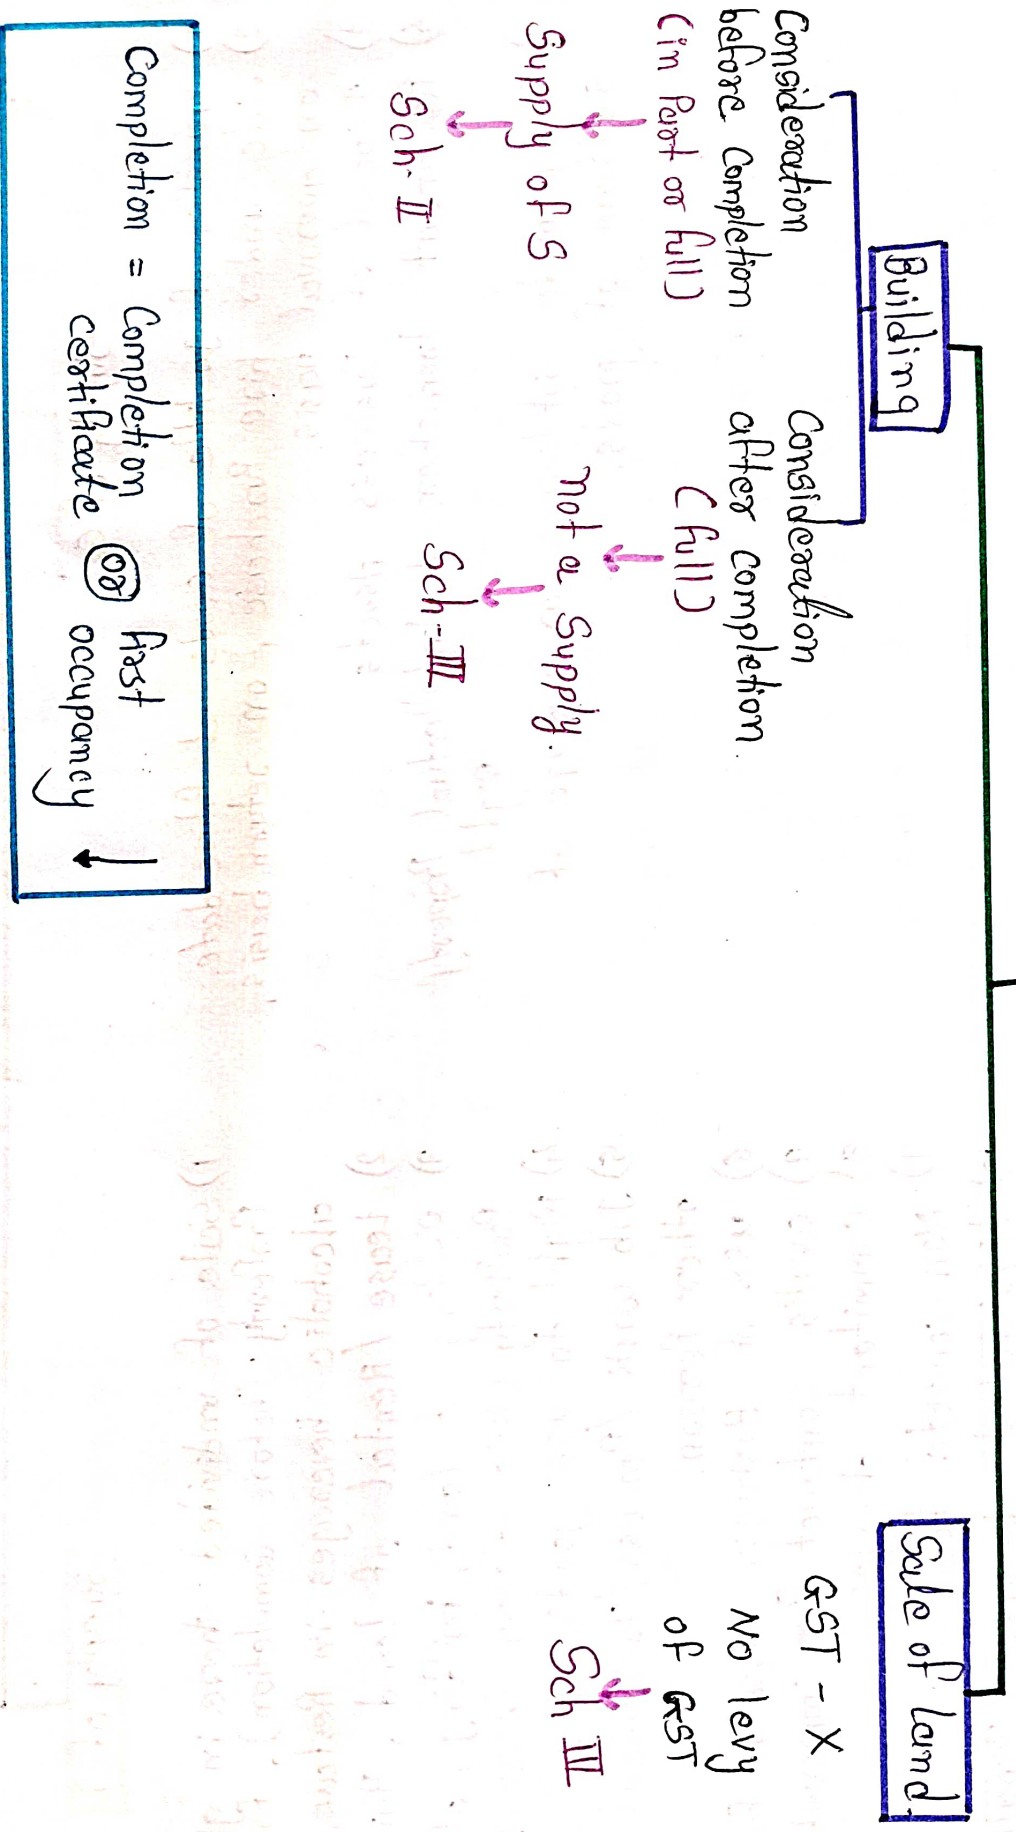 Building
Consideration
before completion
(in Part or full)
Supply of S
Sch-II
Consideration
after completion.
(full)
not a Supply.
Sch-III
Completion = Completion
certificate or first
occupancy
Sale of land.
GST - X
No levy
of GST
Sch III